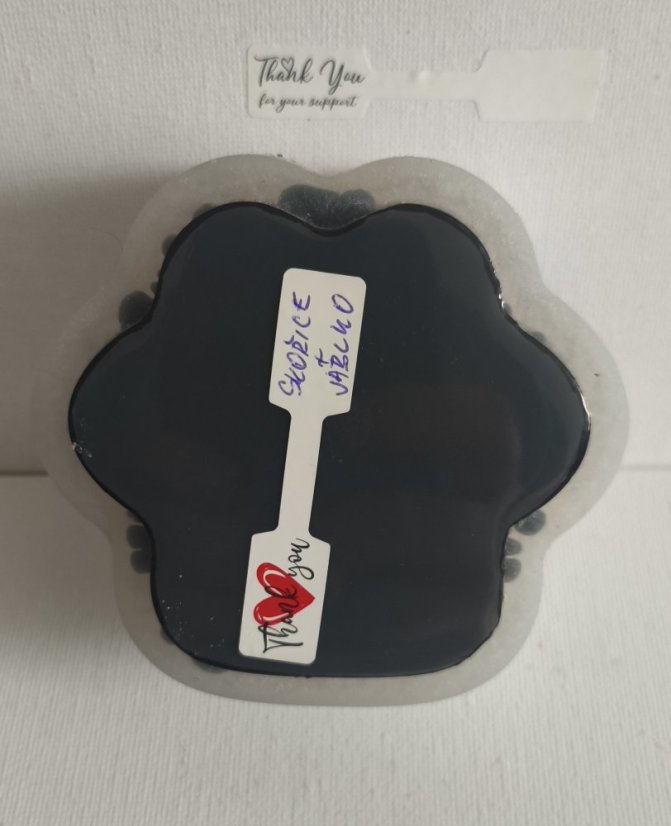 Thank You
for your support
SKOŘICE
+
JABLKO
Thank you